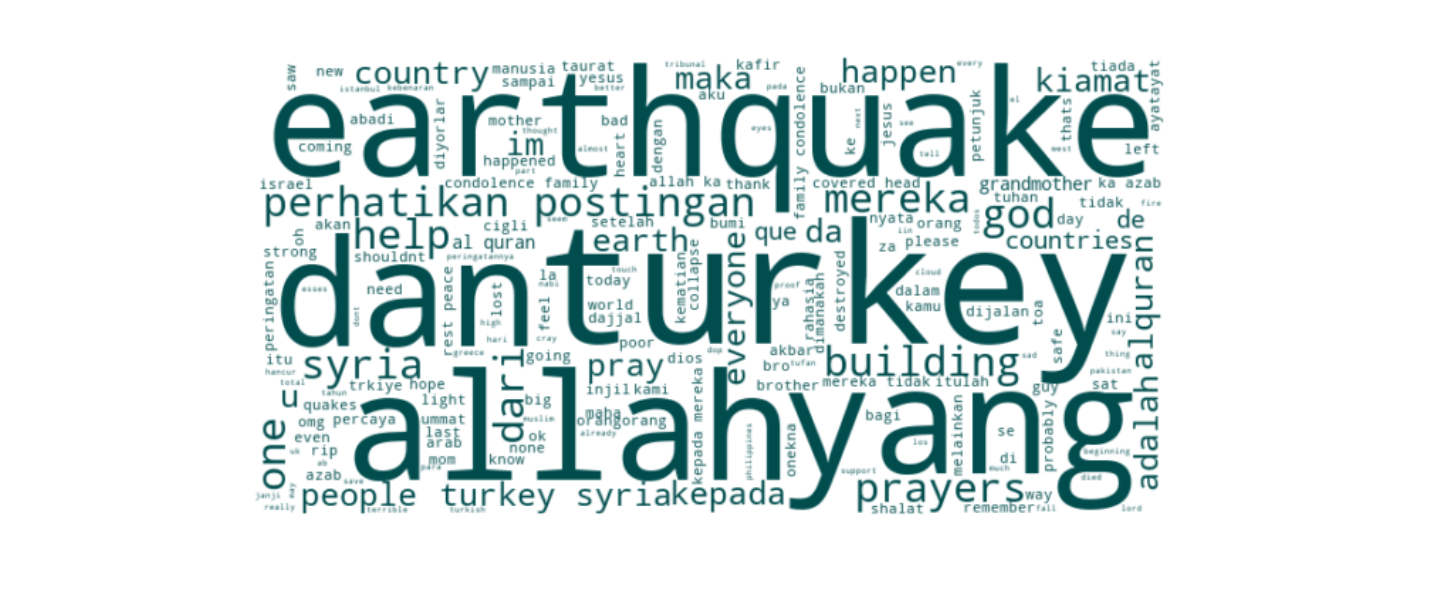 saw new country manusia taurat tribunal kafir every tiada
istanbul kebenaran sampai yesus better maka aku pada bukan happen kiamat ayatayat
earthquake
abadi diyorlar mother im thought bad heart dengan eyes family condolence ke next jesus see petunjuk el thats
coming happened part almost tell west left
israel condolence family allah ka thank covered head grandmother ka azab
perhatikan postingan mereka god tuhan tidak fire
akan help cigli seen setelah bumi que da nyata orang todos day de
oh al quran earth iin za please countries
strong shouldnt peringatannya
danturkey
peringatan esses need dont rest peace high lost la nabi feel today touch world dajjal kematian collapse everyone proof ya rahasia dimanakah destroyed cloud dalam kamu dijalan toa ini alquran
hari cray poor safe say
itu syria greece dari going pray dios dop akbar building sad thing
hancur bro tufan pakistan
total tahun trkiye hope injil kami kepada mereka brother mereka tidak itulah guy sat adalah
allahyang
u quakes light big maha orangorang bagi
one omg percaya ummat muslim already philippines onekna los melainkan se probably beginning
even last ok
uk rip arab none
ab azab mom know di
save para support much died
janji may people turkey syria kepada prayers way
really terrible turkish shalat remember fall lord